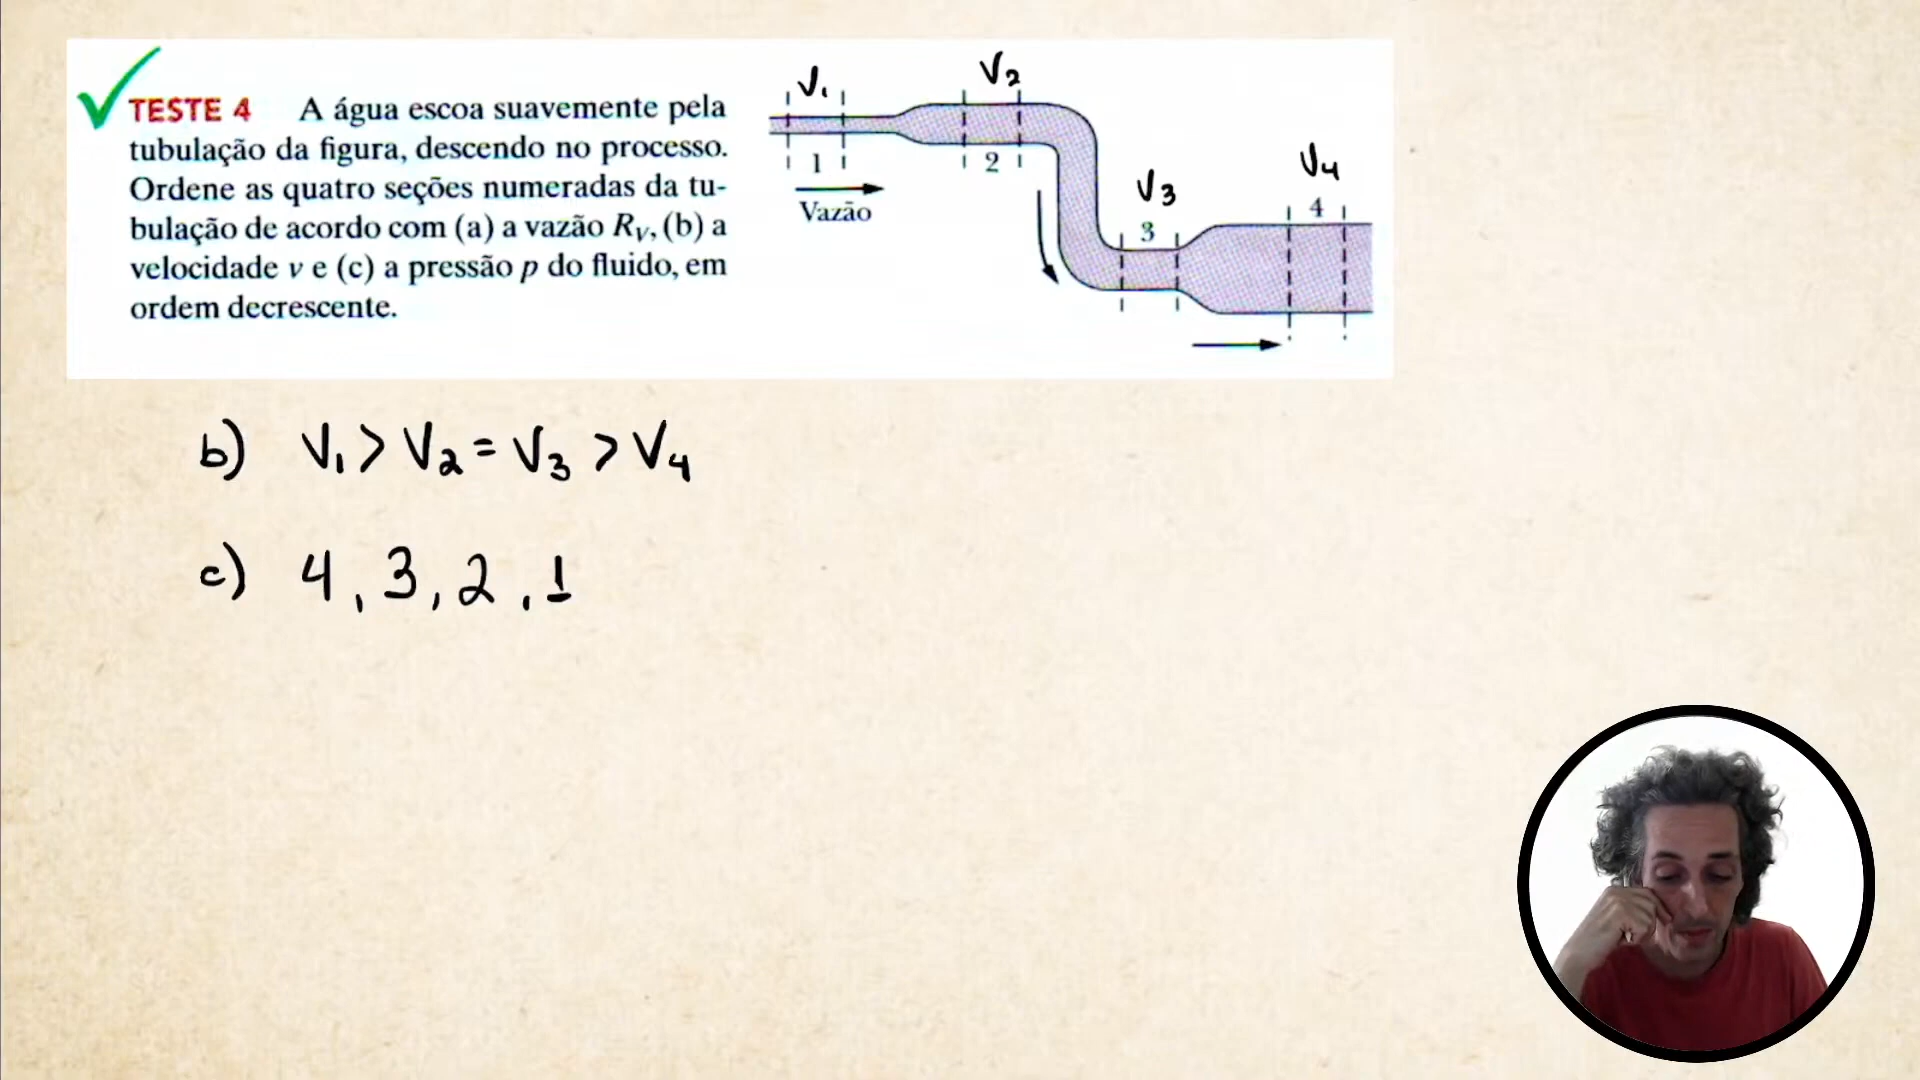 TESTE 4 A água escoa suavemente pela
tubulação da figura, descendo no processo.
Ordene as quatro seções numeradas da tu-
bulação de acordo com (a) a vazão RV, (b) a
velocidade v e (c) a pressão p do fluido, em
ordem decrescente.
V1
V2
1
2
Vazão
V3
V4
3
4
b) V1 > V2 = V3 > V4
c) 4, 3, 2, 1